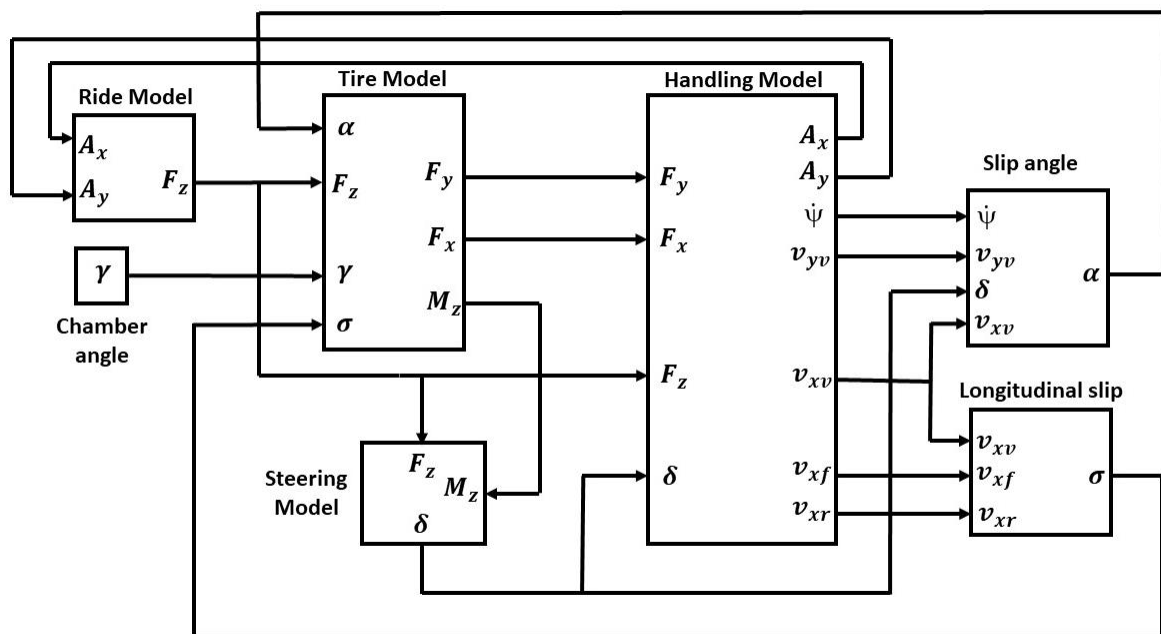 Tire Model
Handling Model
Ride Model
A_x
A_y
F_z
α
F_z
γ
σ
F_y
F_x
M_z
F_y
F_x
F_z
δ
A_x
A_y
ψ̇
v_yv
v_xv
v_xf
v_xr
Slip angle
ψ̇
v_yv
δ
v_xv
α
γ
Chamber
angle
Longitudinal slip
v_xv
v_xf
v_xr
σ
Steering
Model
F_z
M_z
δ